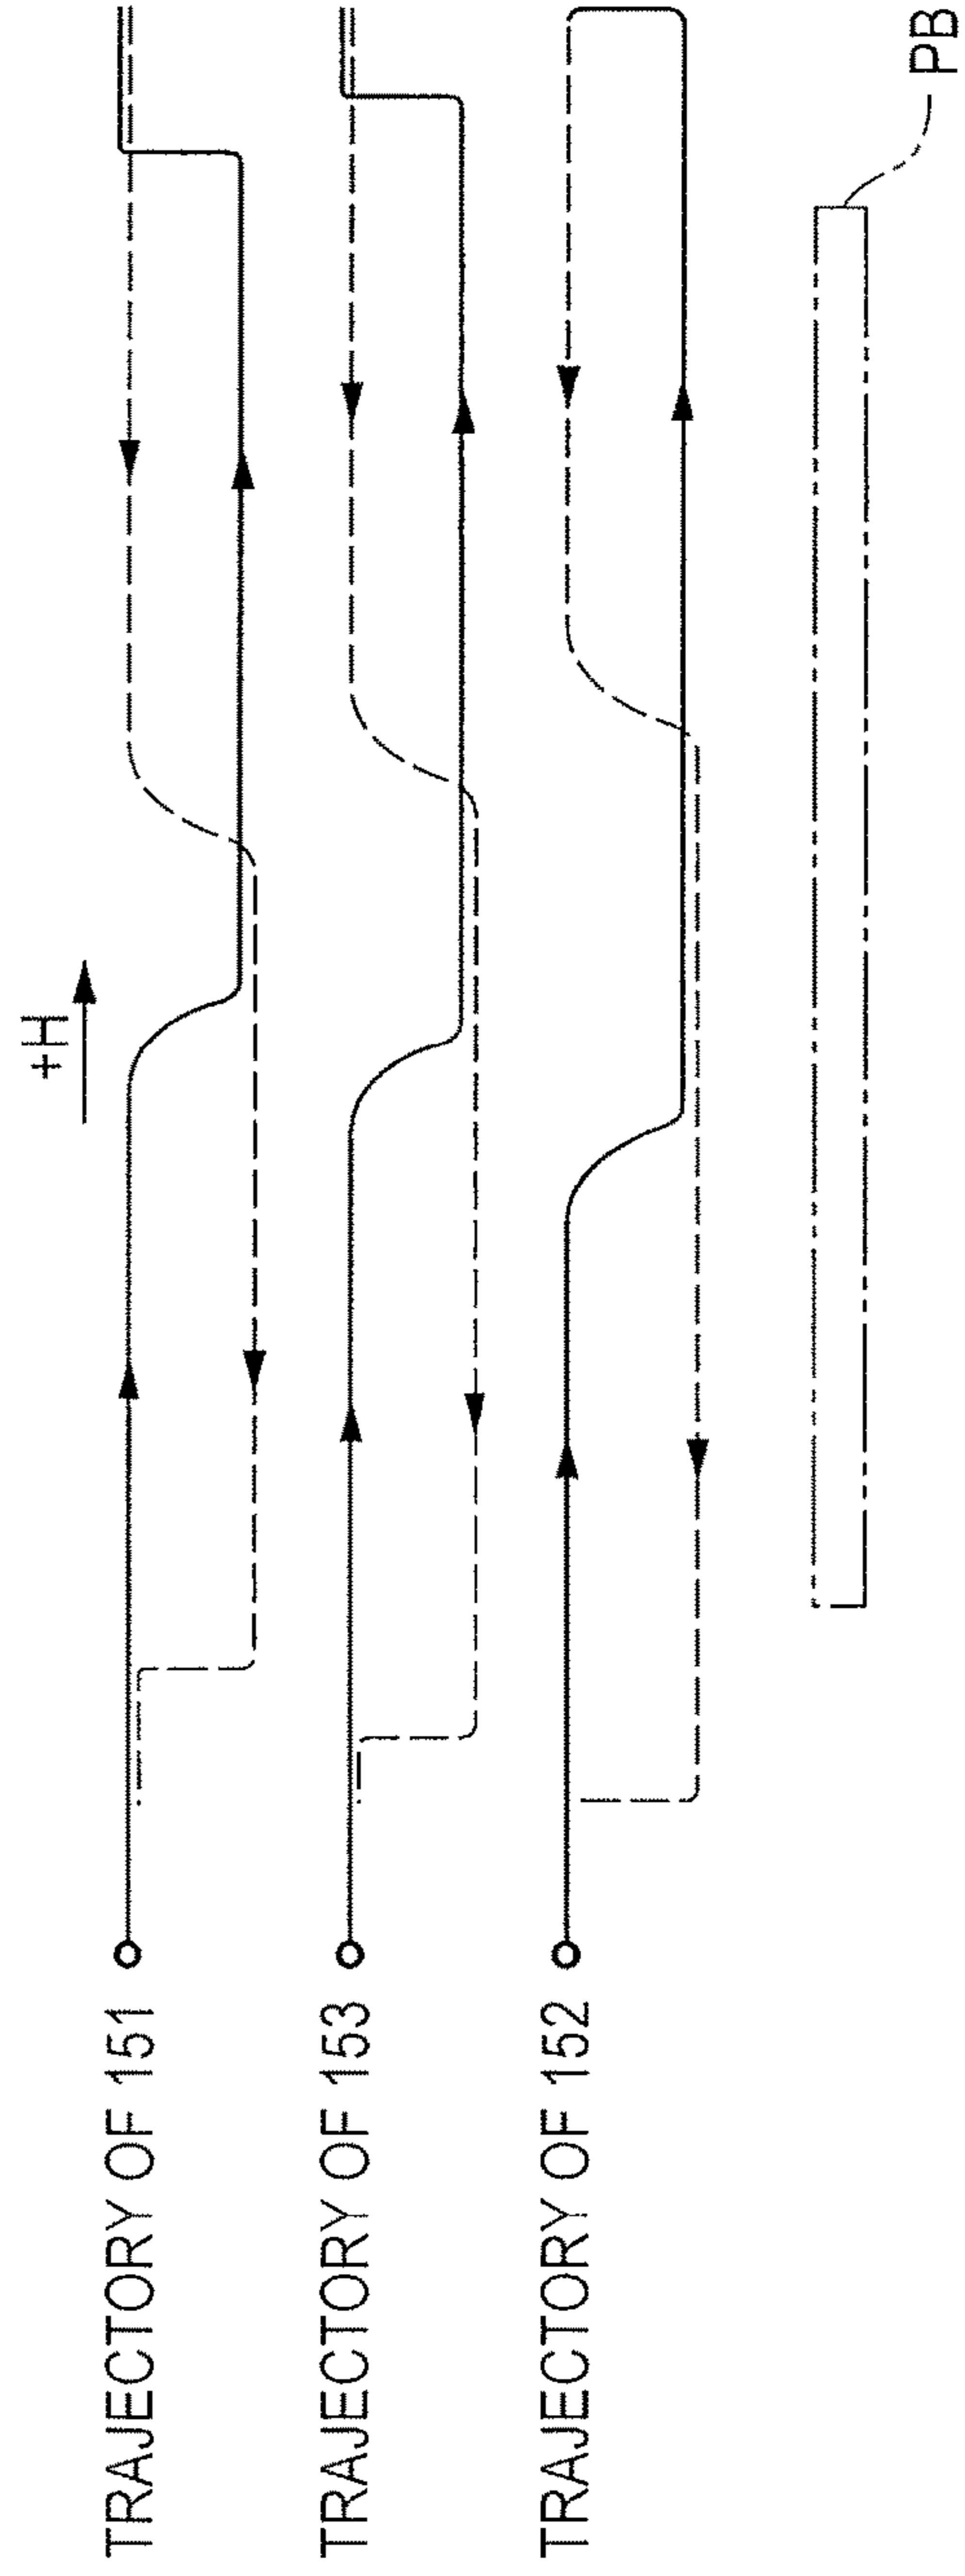 +H
TRAJECTORY OF 151
TRAJECTORY OF 153
TRAJECTORY OF 152
PB